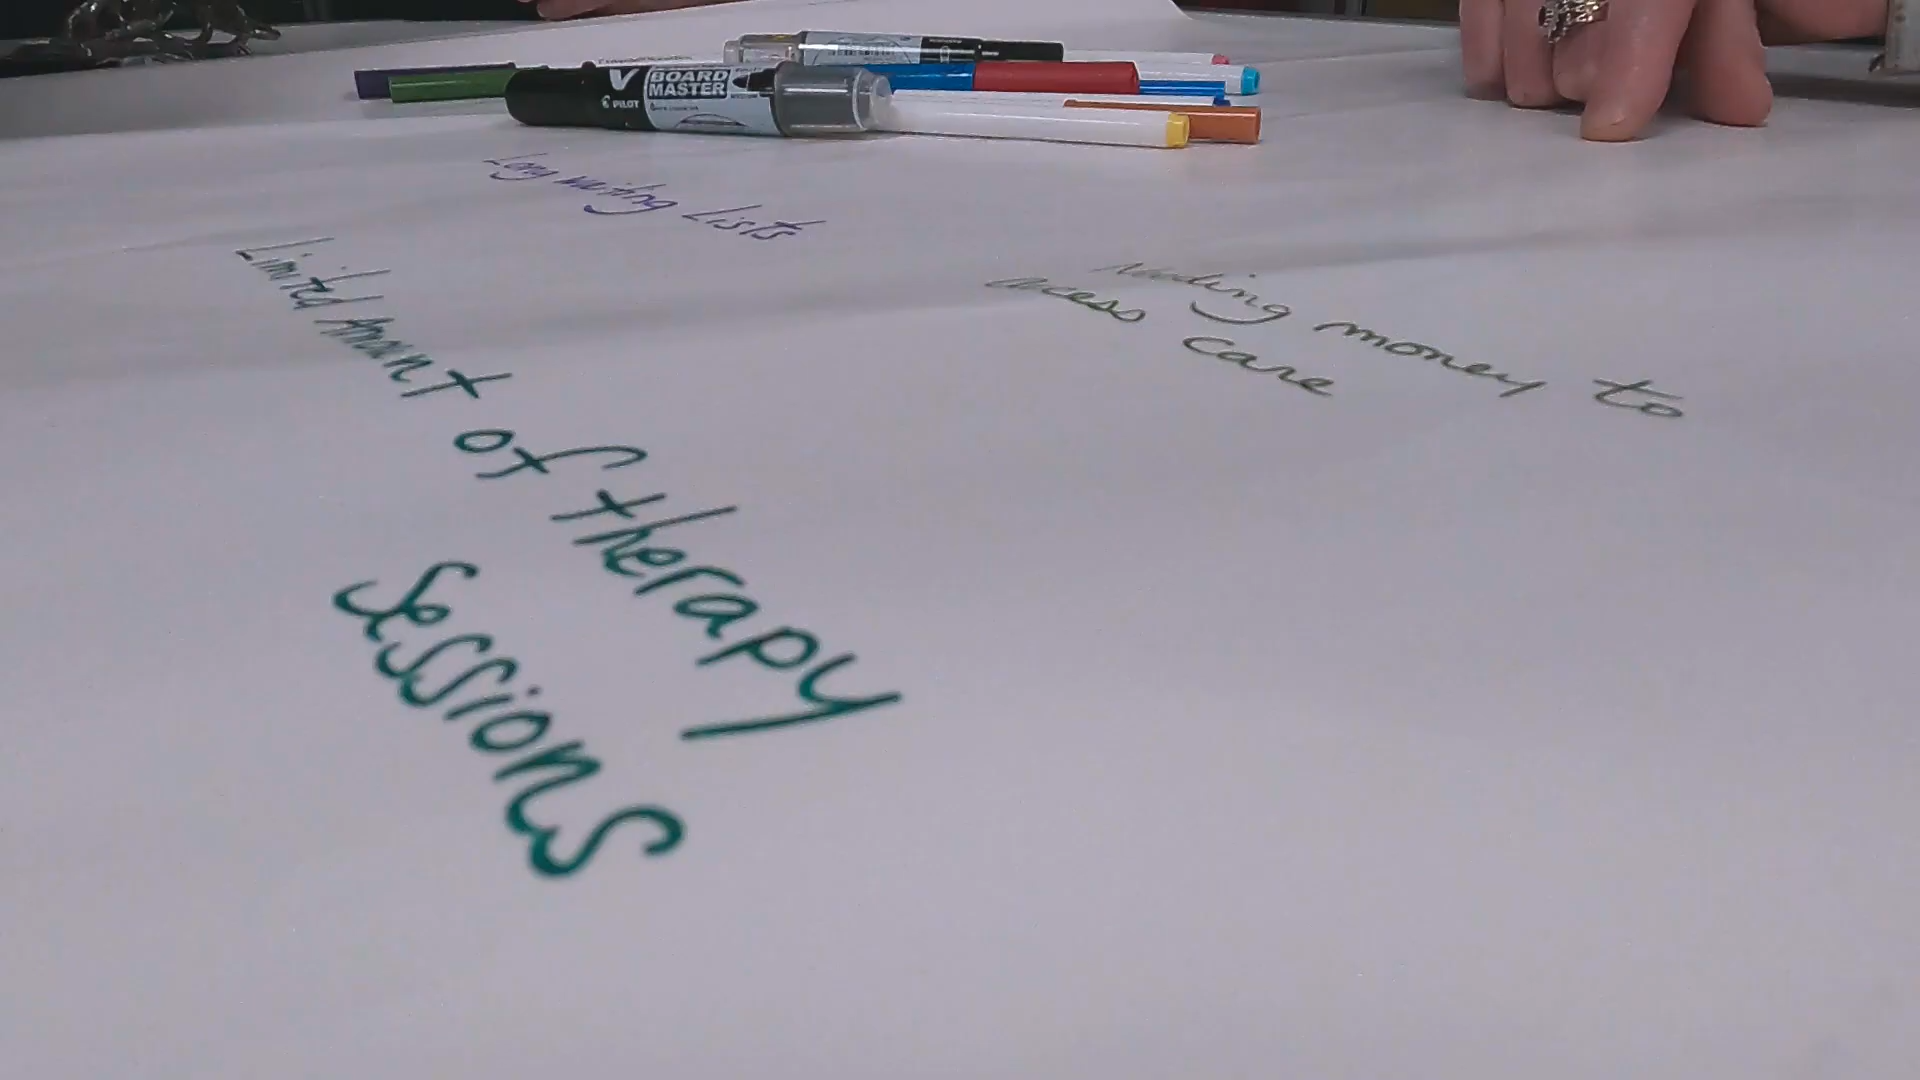 V BOARD
MASTER
PILOT
Long waiting Lists
Limited Amount of therapy
Sessions
needing money to
access care